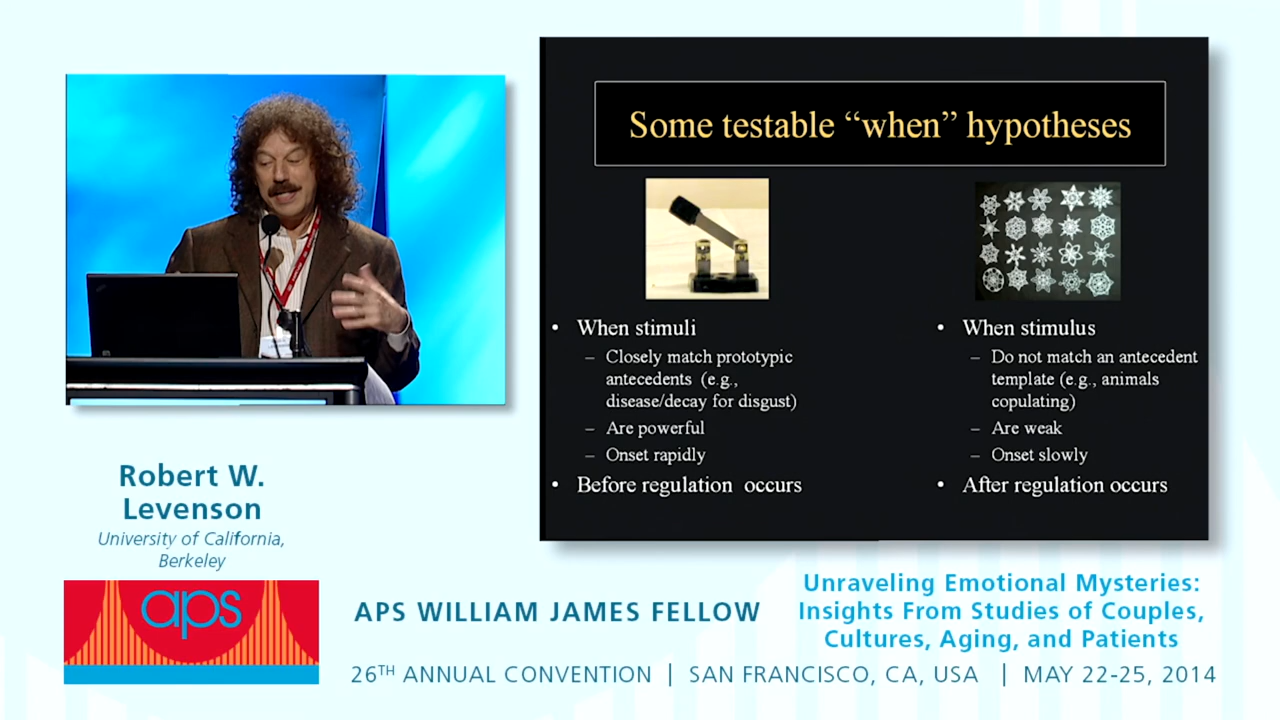 Some testable “when” hypotheses
• When stimuli
– Closely match prototypic
antecedents (e.g.,
disease/decay for disgust)
– Are powerful
– Onset rapidly
• Before regulation occurs
• When stimulus
– Do not match an antecedent
template (e.g., animals
copulating)
– Are weak
– Onset slowly
• After regulation occurs
Robert W.
Levenson
University of California,
Berkeley
aps
APS WILLIAM JAMES FELLOW
Unraveling Emotional Mysteries:
Insights From Studies of Couples,
Cultures, Aging, and Patients
26TH ANNUAL CONVENTION | SAN FRANCISCO, CA, USA | MAY 22-25, 2014